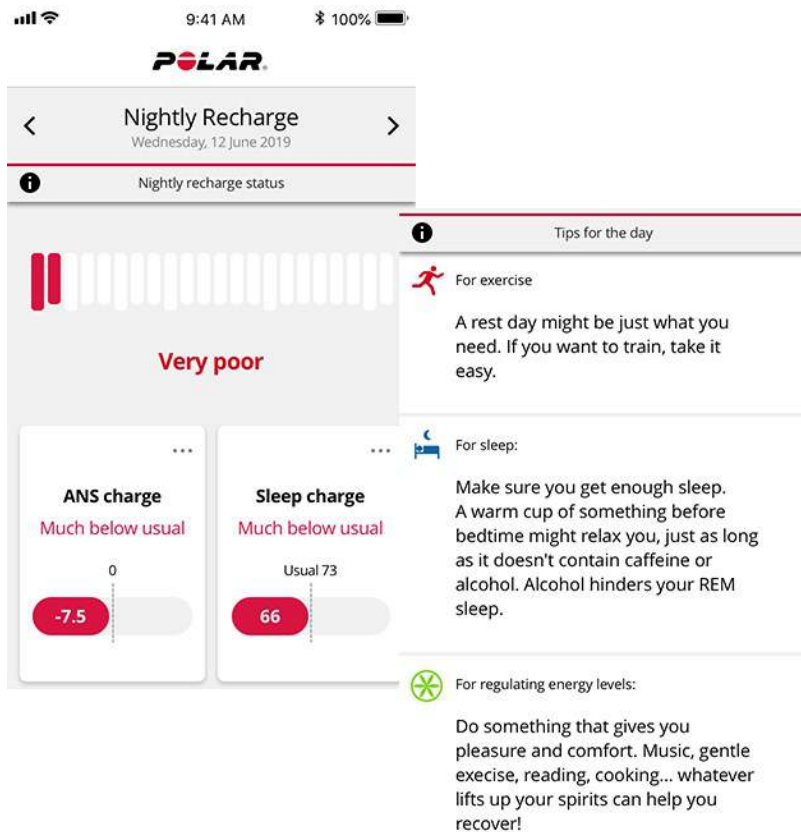 9:41 AM
100%
POLAR.
Nightly Recharge
Wednesday, 12 June 2019
Nightly recharge status
Very poor
ANS charge
Much below usual
0
-7.5
Sleep charge
Much below usual
Usual 73
66
Tips for the day
For exercise
A rest day might be just what you
need. If you want to train, take it
easy.
For sleep:
Make sure you get enough sleep.
A warm cup of something before
bedtime might relax you, just as long
as it doesn't contain caffeine or
alcohol. Alcohol hinders your REM
sleep.
For regulating energy levels:
Do something that gives you
pleasure and comfort. Music, gentle
execise, reading, cooking... whatever
lifts up your spirits can help you
recover!